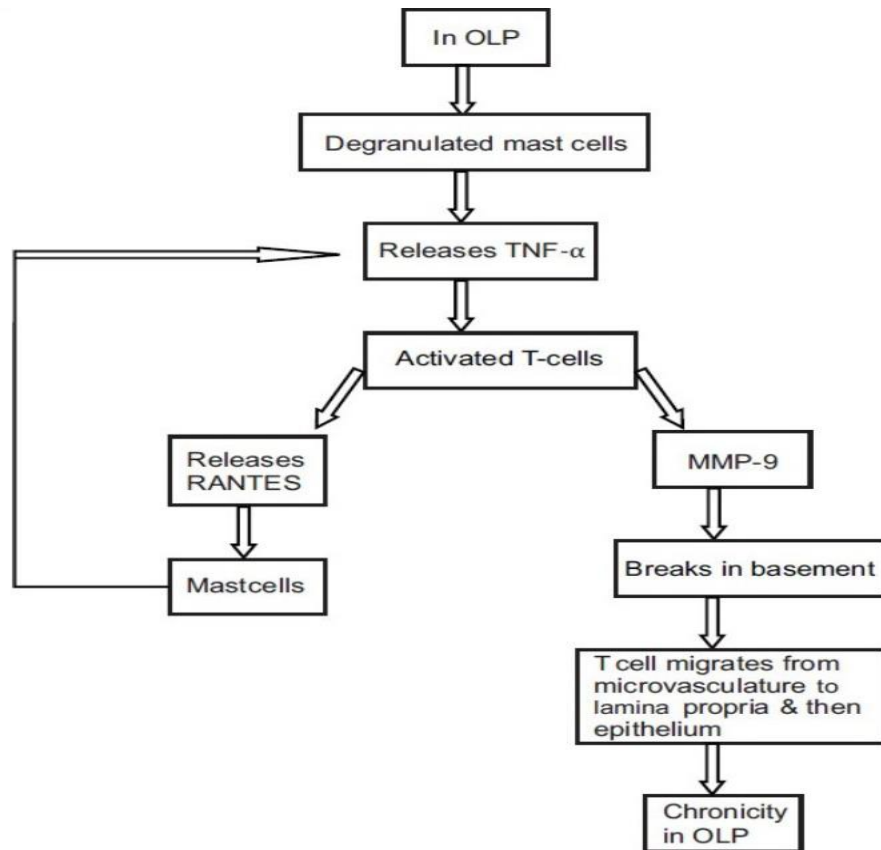 In OLP
Degranulated mast cells
Releases TNF-α
Activated T-cells
Releases
RANTES
Mastcells
MMP-9
Breaks in basement
T cell migrates from
microvasculature to
lamina propria & then
epithelium
Chronicity
in OLP